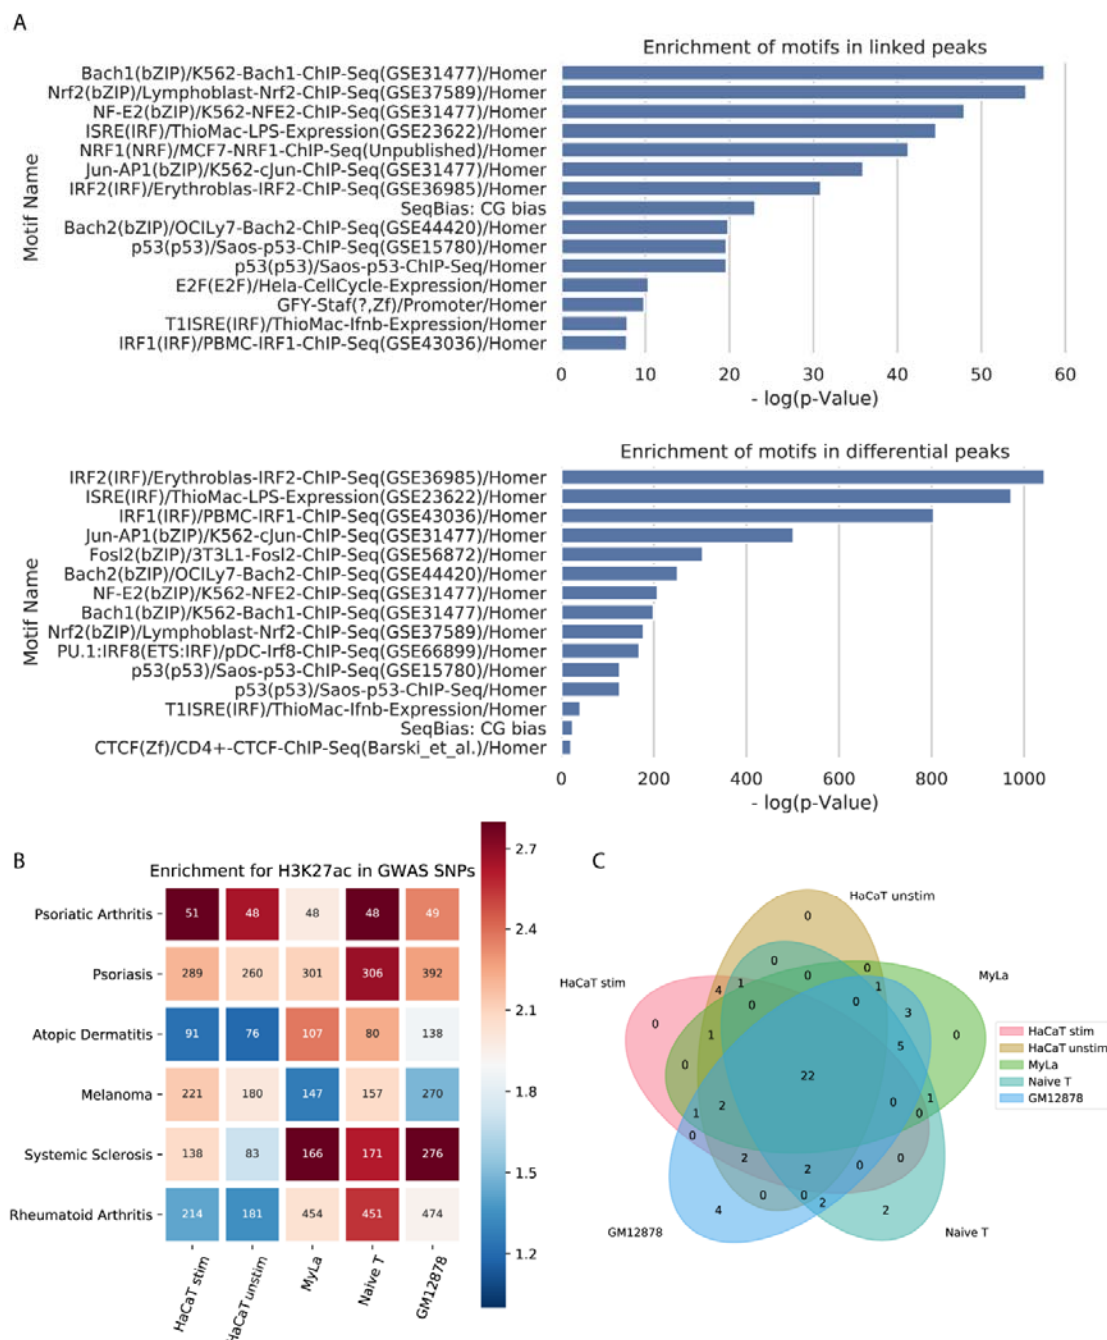 A
Enrichment of motifs in linked peaks
Motif Name
Bach1(bZIP)/K562-Bach1-ChIP-Seq(GSE31477)/Homer
Nrf2(bZIP)/Lymphoblast-Nrf2-ChIP-Seq(GSE37589)/Homer
NF-E2(bZIP)/K562-NFE2-ChIP-Seq(GSE31477)/Homer
ISRE(IRF)/ThioMac-LPS-Expression(GSE23622)/Homer
NRF1(NRF)/MCF7-NRF1-ChIP-Seq(Unpublished)/Homer
Jun-AP1(bZIP)/K562-cJun-ChIP-Seq(GSE31477)/Homer
IRF2(IRF)/Erythroblas-IRF2-ChIP-Seq(GSE36985)/Homer
SeqBias: CG bias
Bach2(bZIP)/OCILy7-Bach2-ChIP-Seq(GSE44420)/Homer
p53(p53)/Saos-p53-ChIP-Seq(GSE15780)/Homer
p53(p53)/Saos-p53-ChIP-Seq/Homer
E2F(E2F)/Hela-CellCycle-Expression/Homer
GFY-Staf(?,Zf)/Promoter/Homer
T1ISRE(IRF)/ThioMac-Ifnb-Expression/Homer
IRF1(IRF)/PBMC-IRF1-ChIP-Seq(GSE43036)/Homer
0 10 20 30 40 50 60
- log(p-Value)
Enrichment of motifs in differential peaks
Motif Name
IRF2(IRF)/Erythroblas-IRF2-ChIP-Seq(GSE36985)/Homer
ISRE(IRF)/ThioMac-LPS-Expression(GSE23622)/Homer
IRF1(IRF)/PBMC-IRF1-ChIP-Seq(GSE43036)/Homer
Jun-AP1(bZIP)/K562-cJun-ChIP-Seq(GSE31477)/Homer
Fosl2(bZIP)/3T3L1-Fosl2-ChIP-Seq(GSE56872)/Homer
Bach2(bZIP)/OCILy7-Bach2-ChIP-Seq(GSE44420)/Homer
NF-E2(bZIP)/K562-NFE2-ChIP-Seq(GSE31477)/Homer
Bach1(bZIP)/K562-Bach1-ChIP-Seq(GSE31477)/Homer
Nrf2(bZIP)/Lymphoblast-Nrf2-ChIP-Seq(GSE37589)/Homer
PU.1:IRF8(ETS:IRF)/pDC-Irf8-ChIP-Seq(GSE66899)/Homer
p53(p53)/Saos-p53-ChIP-Seq(GSE15780)/Homer
p53(p53)/Saos-p53-ChIP-Seq/Homer
T1ISRE(IRF)/ThioMac-Ifnb-Expression/Homer
SeqBias: CG bias
CTCF(Zf)/CD4+-CTCF-ChIP-Seq(Barski_et_al.)/Homer
0 200 400 600 800 1000
- log(p-Value)
B
Enrichment for H3K27ac in GWAS SNPs
Psoriatic Arthritis 51 48 48 48 49
Psoriasis 289 260 301 306 392
Atopic Dermatitis 91 76 107 80 138
Melanoma 221 180 147 157 270
Systemic Sclerosis 138 83 166 171 276
Rheumatoid Arthritis 214 181 454 451 474
HaCaT stim
HaCaT unstim
MyLa
Naive T
GM12878
2.7
2.4
2.1
1.8
1.5
1.2
C
HaCaT unstim
0
MyLa
HaCaT stim
0 0 0
4 1 1
0 0 3
0 1 0
5
0 22
1 2 0 0 1
0
2 2 0 0
0 0 2
4 2
GM12878
Naive T
HaCaT stim
HaCaT unstim
MyLa
Naive T
GM12878